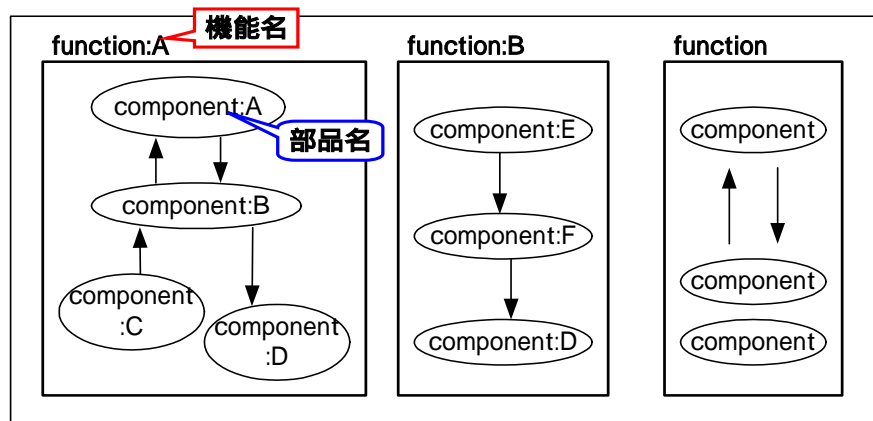 機能名
function:A
component:A
部品名
component:B
component
:C
component
:D
function:B
component:E
component:F
component:D
function
component
component
component